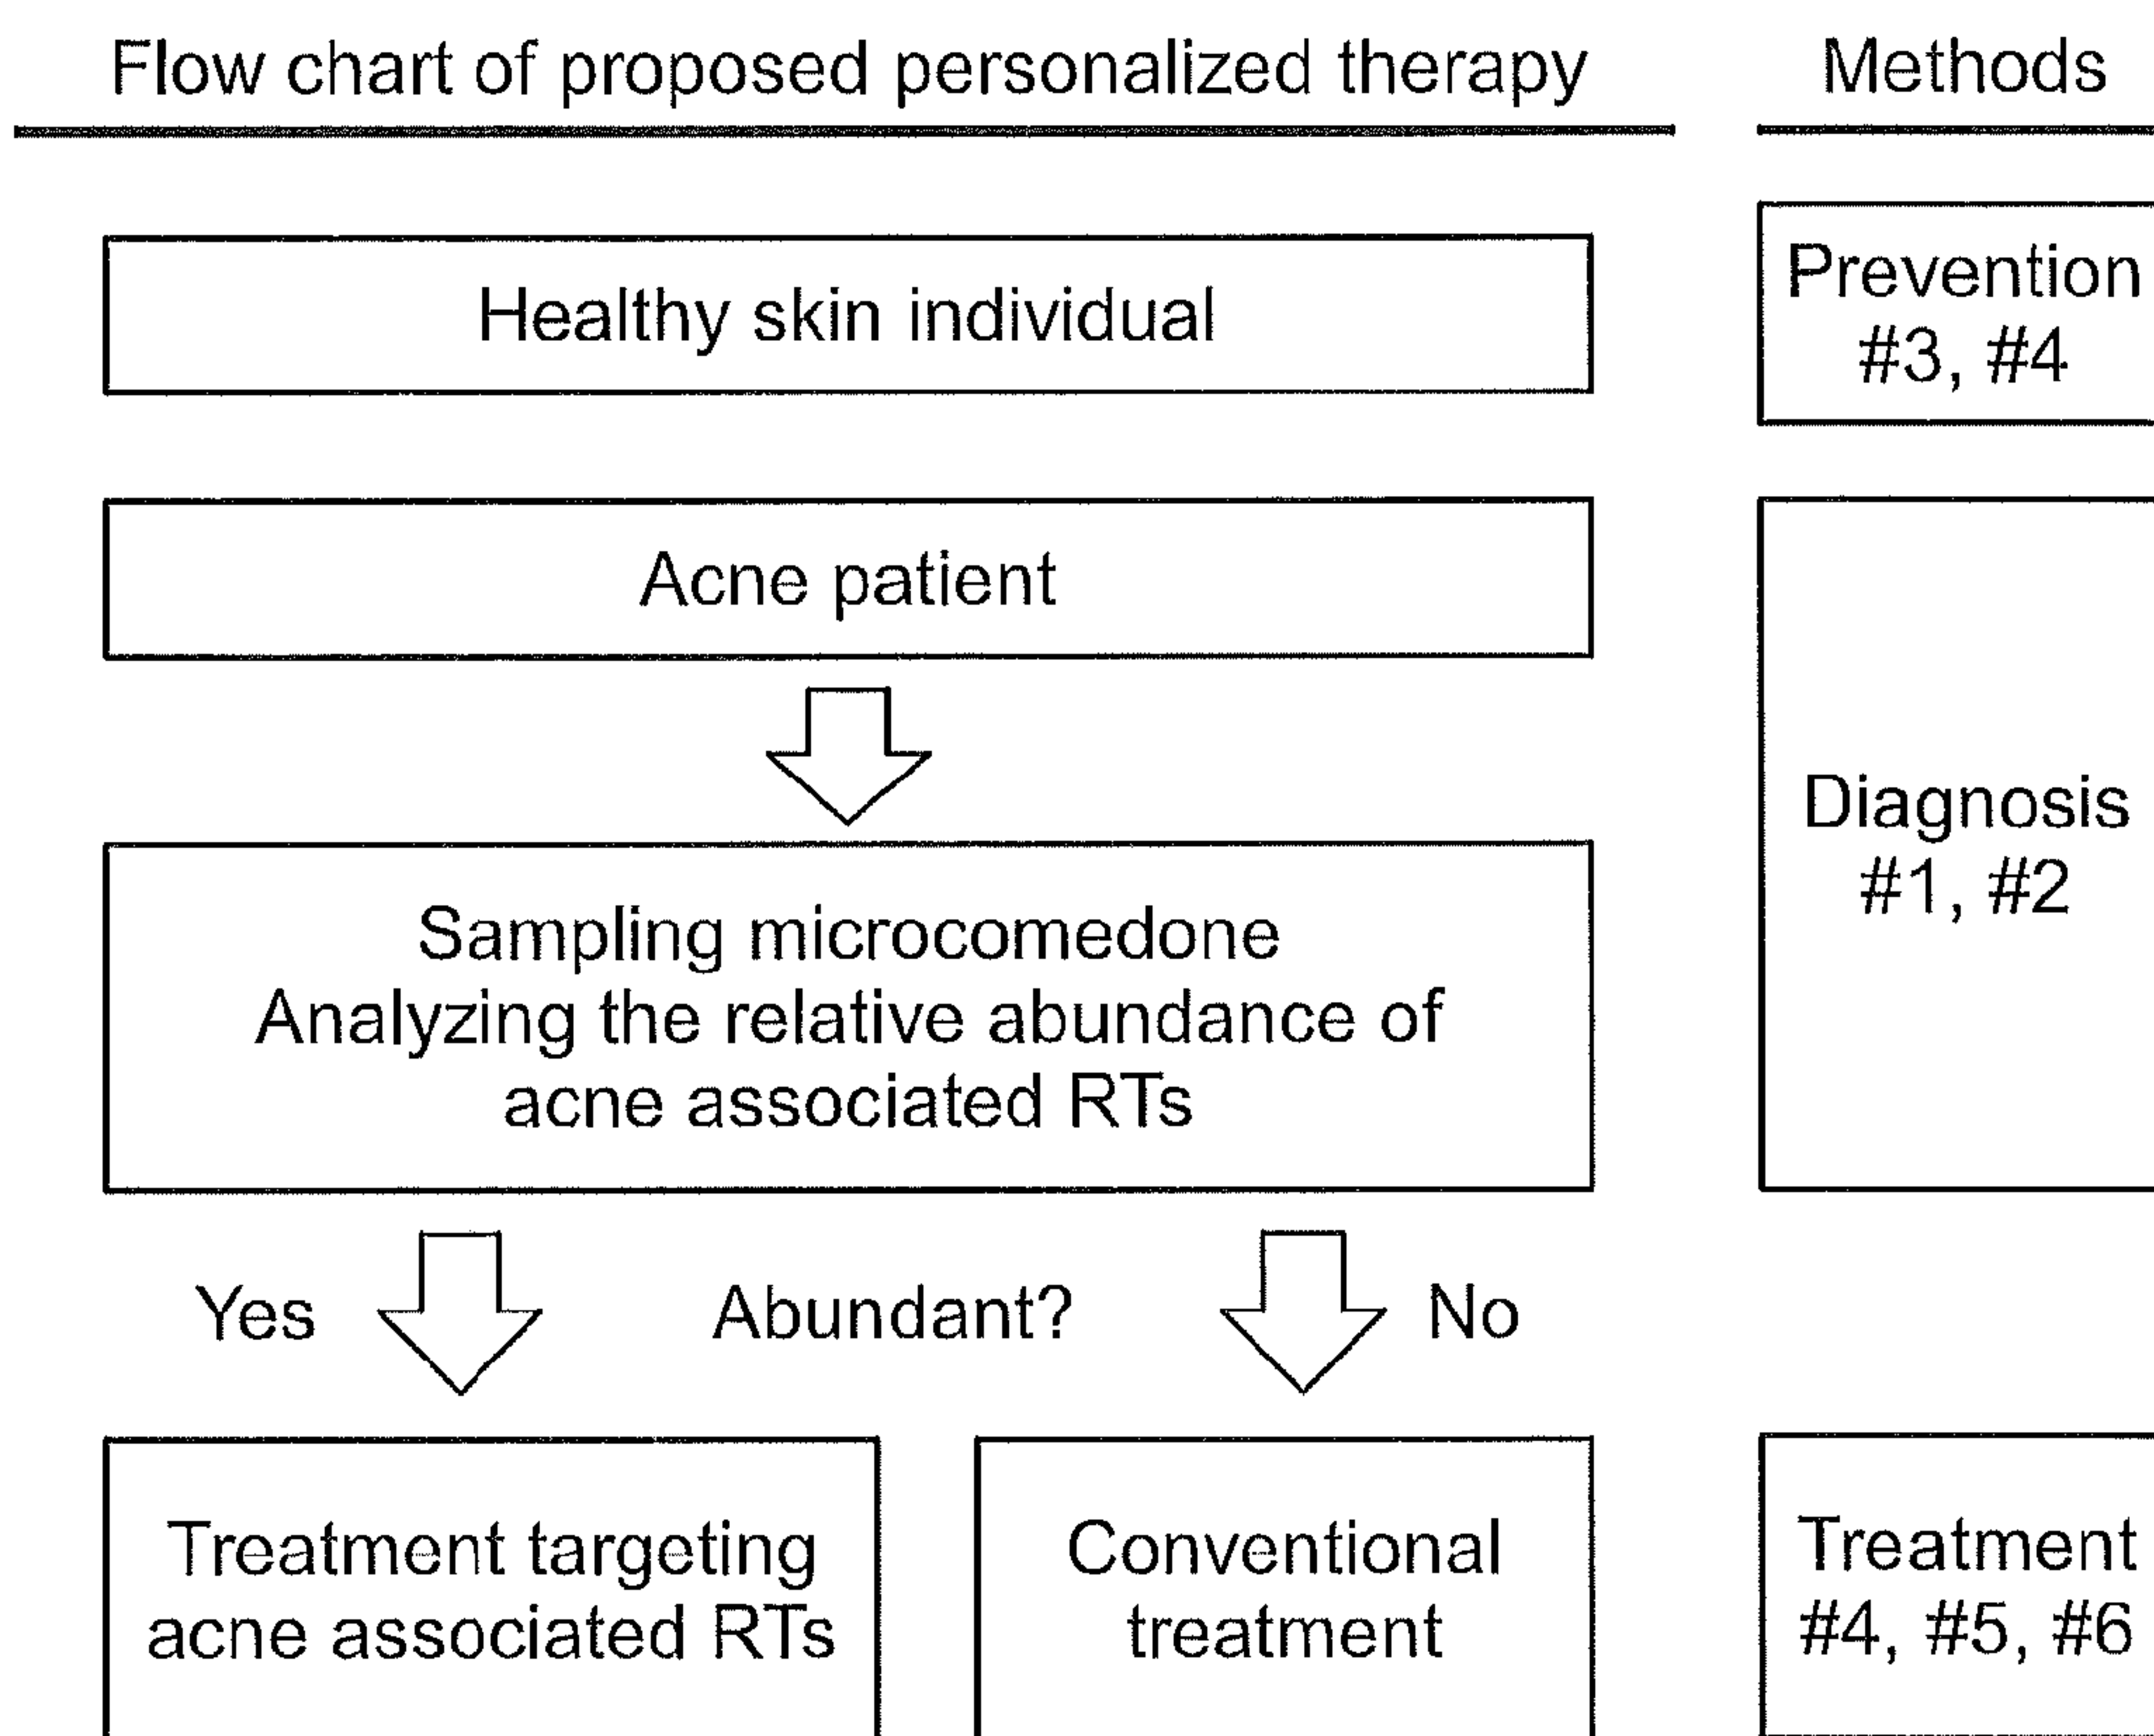 Flow chart of proposed personalized therapy
Methods
Healthy skin individual
Prevention
#3, #4
Acne patient
Sampling microcomedone
Analyzing the relative abundance of
acne associated RTs
Diagnosis
#1, #2
Yes
Abundant?
No
Treatment targeting
acne associated RTs
Conventional
treatment
Treatment
#4, #5, #6